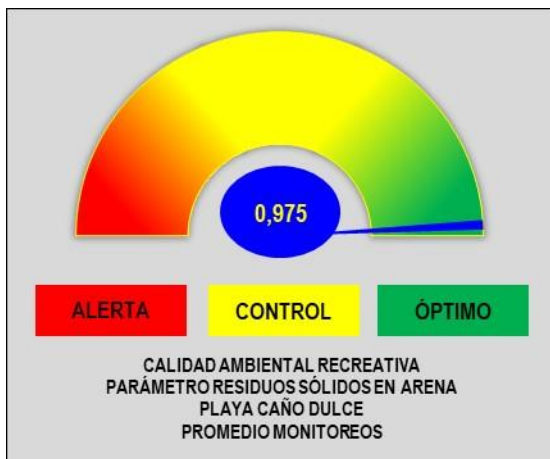 0,975
ALERTA CONTROL ÓPTIMO
CALIDAD AMBIENTAL RECREATIVA
PARÁMETRO RESIDUOS SÓLIDOS EN ARENA
PLAYA CAÑO DULCE
PROMEDIO MONITOREOS